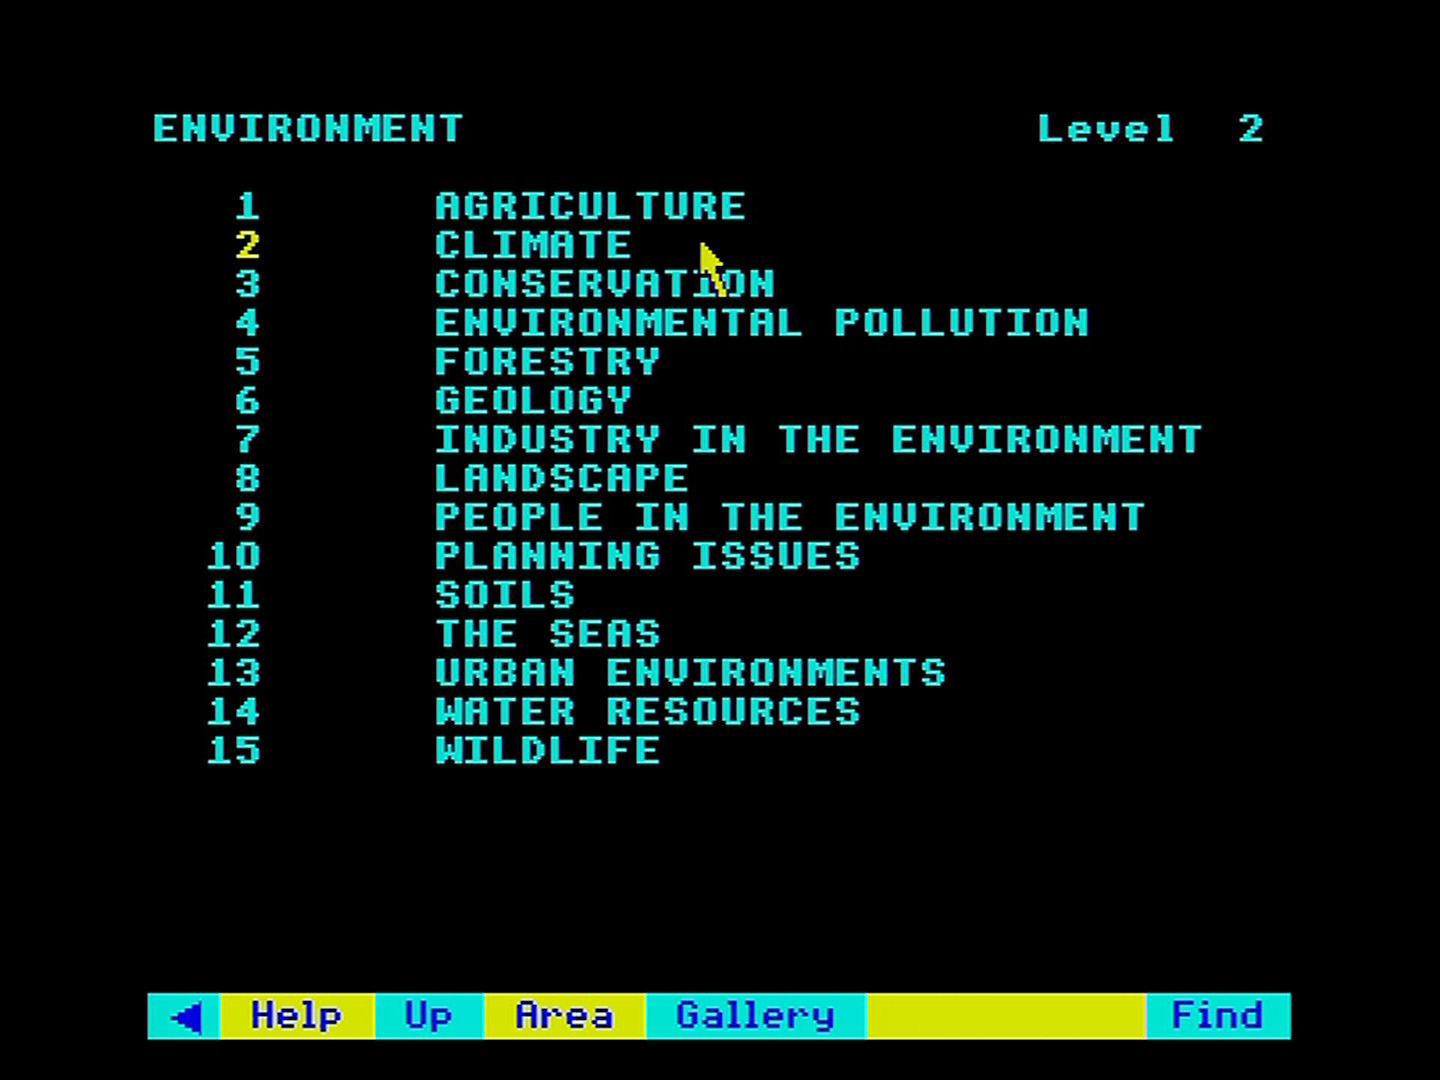 ENVIRONMENT Level 2
1 AGRICULTURE
2 CLIMATE
3 CONSERVATION
4 ENVIRONMENTAL POLLUTION
5 FORESTRY
6 GEOLOGY
7 INDUSTRY IN THE ENVIRONMENT
8 LANDSCAPE
9 PEOPLE IN THE ENVIRONMENT
10 PLANNING ISSUES
11 SOILS
12 THE SEAS
13 URBAN ENVIRONMENTS
14 WATER RESOURCES
15 WILDLIFE
Help Up Area Gallery Find